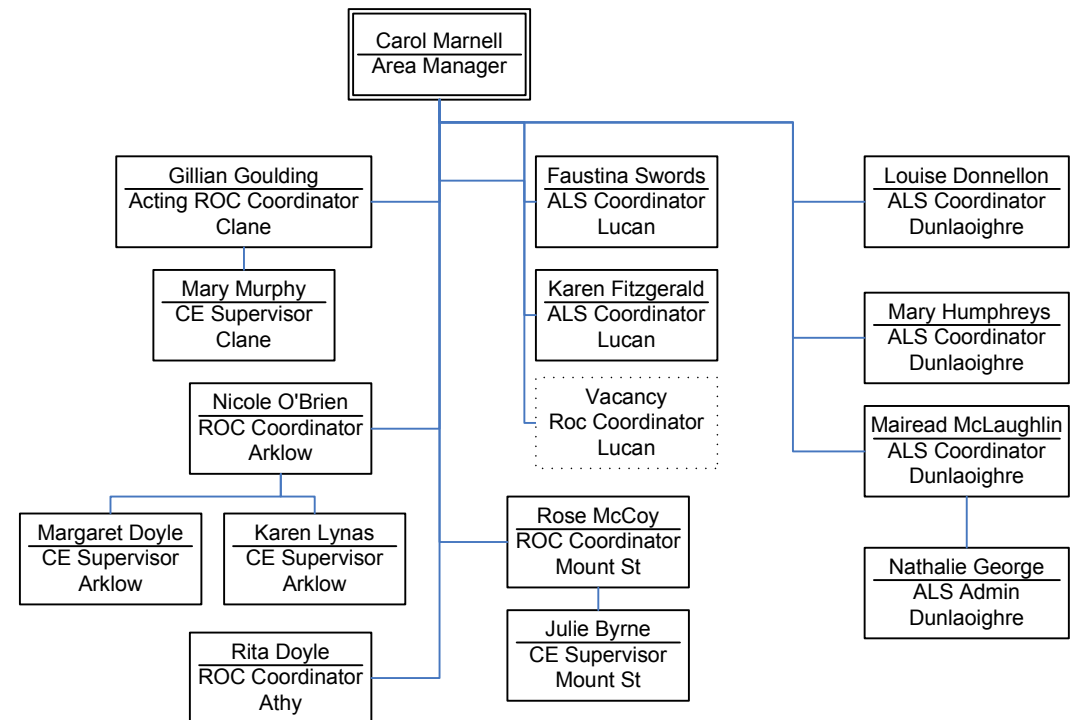 Carol Marnell
Area Manager
Gillian Goulding
Acting ROC Coordinator
Clane
Mary Murphy
CE Supervisor
Clane
Nicole O'Brien
ROC Coordinator
Arklow
Margaret Doyle
CE Supervisor
Arklow
Karen Lynas
CE Supervisor
Arklow
Rita Doyle
ROC Coordinator
Athy
Faustina Swords
ALS Coordinator
Lucan
Karen Fitzgerald
ALS Coordinator
Lucan
Vacancy
Roc Coordinator
Lucan
Rose McCoy
ROC Coordinator
Mount St
Julie Byrne
CE Supervisor
Mount St
Louise Donnellon
ALS Coordinator
Dunlaoighre
Mary Humphreys
ALS Coordinator
Dunlaoighre
Mairead McLaughlin
ALS Coordinator
Dunlaoighre
Nathalie George
ALS Admin
Dunlaoighre